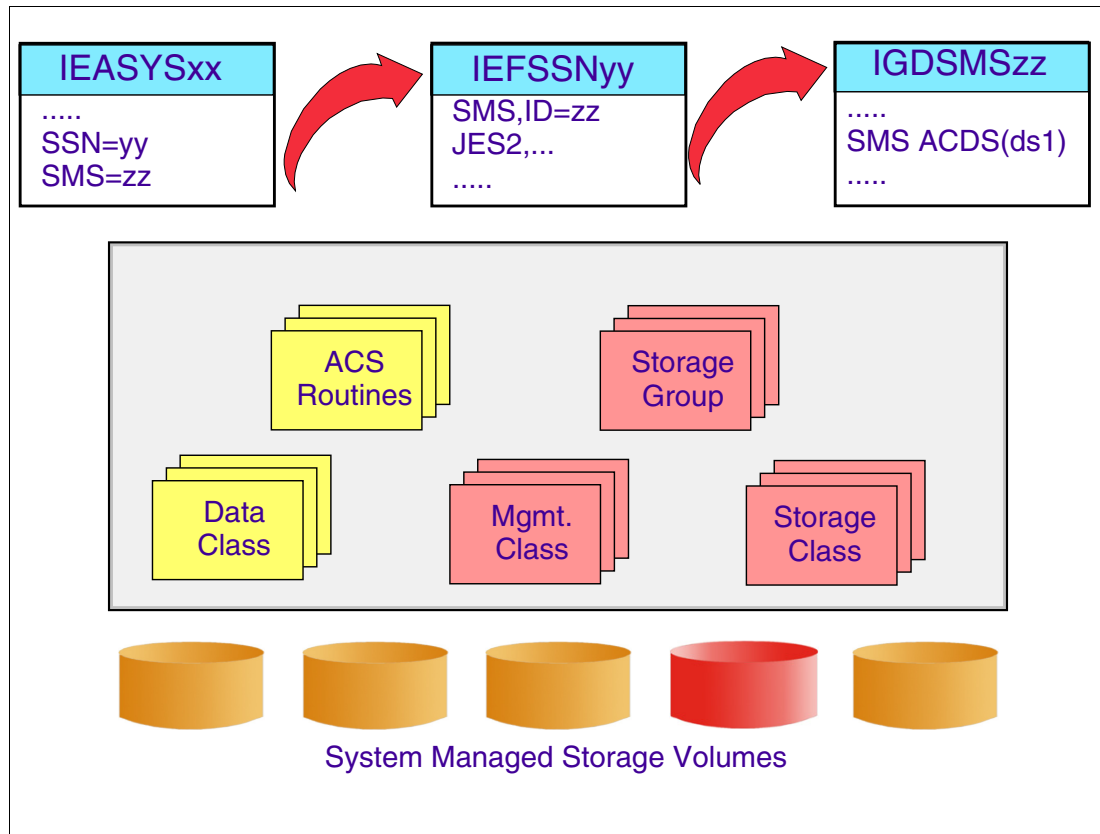 IEASYSxx
.....
SSN=yy
SMS=zz
IEFSSNyy
SMS,ID=zz
JES2,...
.....
IGDSMSzz
.....
SMS ACDS(ds1)
.....
ACS
Routines
Storage
Group
Data
Class
Mgmt.
Class
Storage
Class
System Managed Storage Volumes